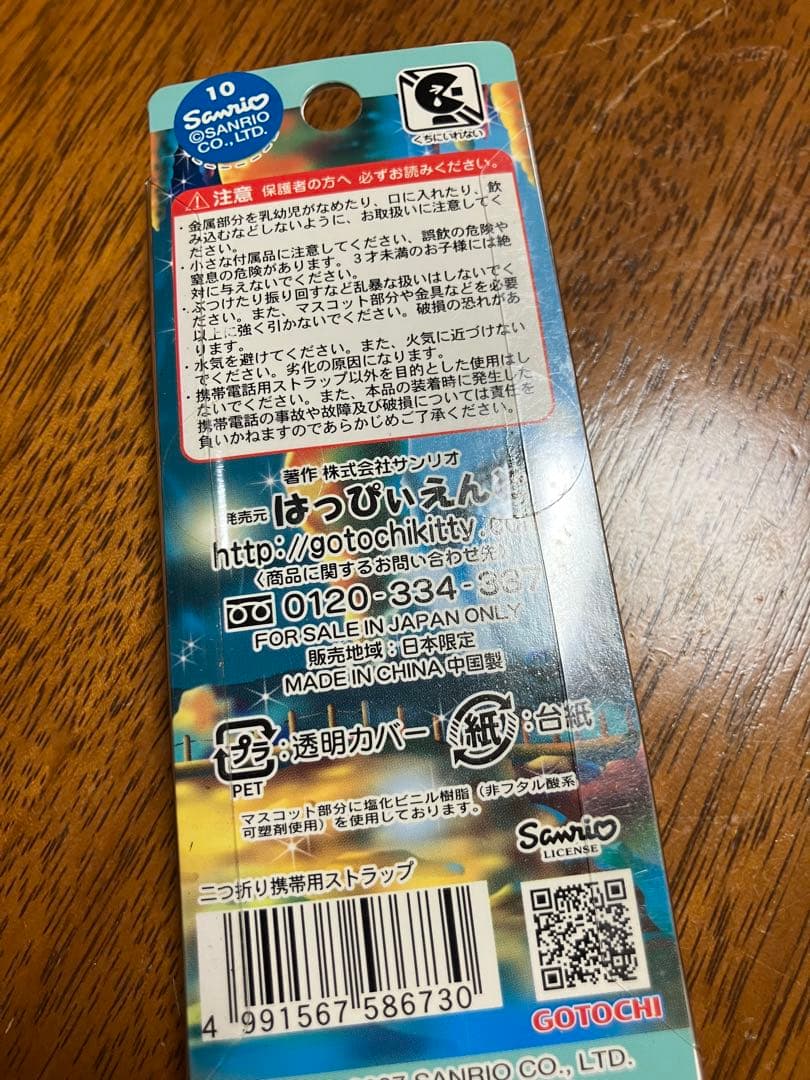 10
Sanrio
©SANRIO
CO., LTD.
くちにいれない
注意 保護者の方へ 必ずお読みください。
・金属部分を乳幼児がなめたり、口に入れたり、飲
み込むなどしないように、お取扱いに注意してく
ださい。
・小さな付属品に注意してください、誤飲の危険や
窒息の危険があります。3才未満のお子様には絶
対に与えないでください。
・ぶつけたり振り回すなど乱暴な扱いはしないでく
ださい。また、マスコット部分や金具などを必要
以上に強く引かないでください。破損の恐れがあ
ります。
・水気を避けてください。また、火気に近づけない
でください。劣化の原因になります。
・携帯電話用ストラップ以外を目的とした使用はし
ないでください。また、本品の装着時に発生した
携帯電話の事故や故障及び破損については責任を
負いかねますのであらかじめご了承ください。
著作 株式会社サンリオ
発売元 はっぴぃえん
http://gotochikitty.
〈商品に関するお問い合わせ先〉
0120-334-337
FOR SALE IN JAPAN ONLY
販売地域:日本限定
MADE IN CHINA 中国製
プラ:透明カバー 紙:台紙
PET
マスコット部分に塩化ビニル樹脂(非フタル酸系
可塑剤使用)を使用しております。
Sanrio
LICENSE
二つ折り携帯用ストラップ
4 991567 586730
GOTOCHI
SANRIO CO., LTD.